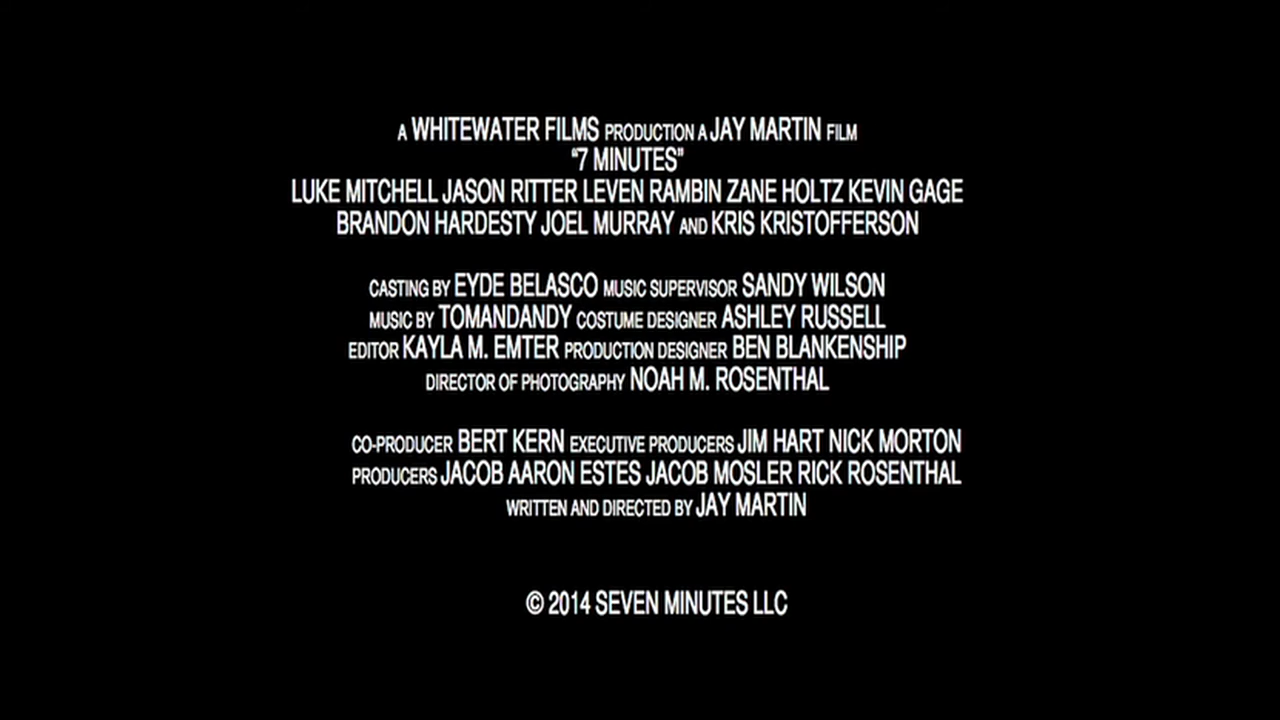 A WHITEWATER FILMS PRODUCTION A JAY MARTIN FILM
"7 MINUTES"
LUKE MITCHELL JASON RITTER LEVEN RAMBIN ZANE HOLTZ KEVIN GAGE
BRANDON HARDESTY JOEL MURRAY AND KRIS KRISTOFFERSON
CASTING BY EYDE BELASCO MUSIC SUPERVISOR SANDY WILSON
MUSIC BY TOMANDANDY COSTUME DESIGNER ASHLEY RUSSELL
EDITOR KAYLA M. EMTER PRODUCTION DESIGNER BEN BLANKENSHIP
DIRECTOR OF PHOTOGRAPHY NOAH M. ROSENTHAL
CO-PRODUCER BERT KERN EXECUTIVE PRODUCERS JIM HART NICK MORTON
PRODUCERS JACOB AARON ESTES JACOB MOSLER RICK ROSENTHAL
WRITTEN AND DIRECTED BY JAY MARTIN
© 2014 SEVEN MINUTES LLC